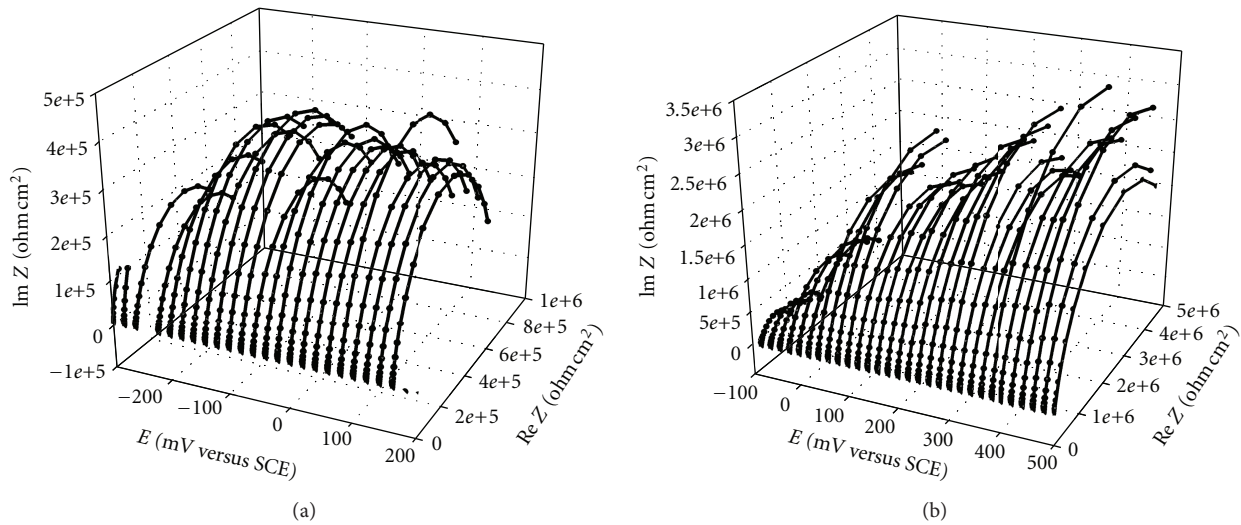 5e+5
4e+5
3e+5
2e+5
1e+5
0
−1e+5
Im Z (ohm cm²)
−200
−100
0
100
200
E (mV versus SCE)
0
2e+5
4e+5
6e+5
8e+5
1e+6
Re Z (ohm cm²)
(a)
3.5e+6
3e+6
2.5e+6
2e+6
1.5e+6
1e+6
5e+5
0
Im Z (ohm cm²)
−100
0
100
200
300
400
500
E (mV versus SCE)
0
1e+6
2e+6
3e+6
4e+6
5e+6
Re Z (ohm cm²)
(b)